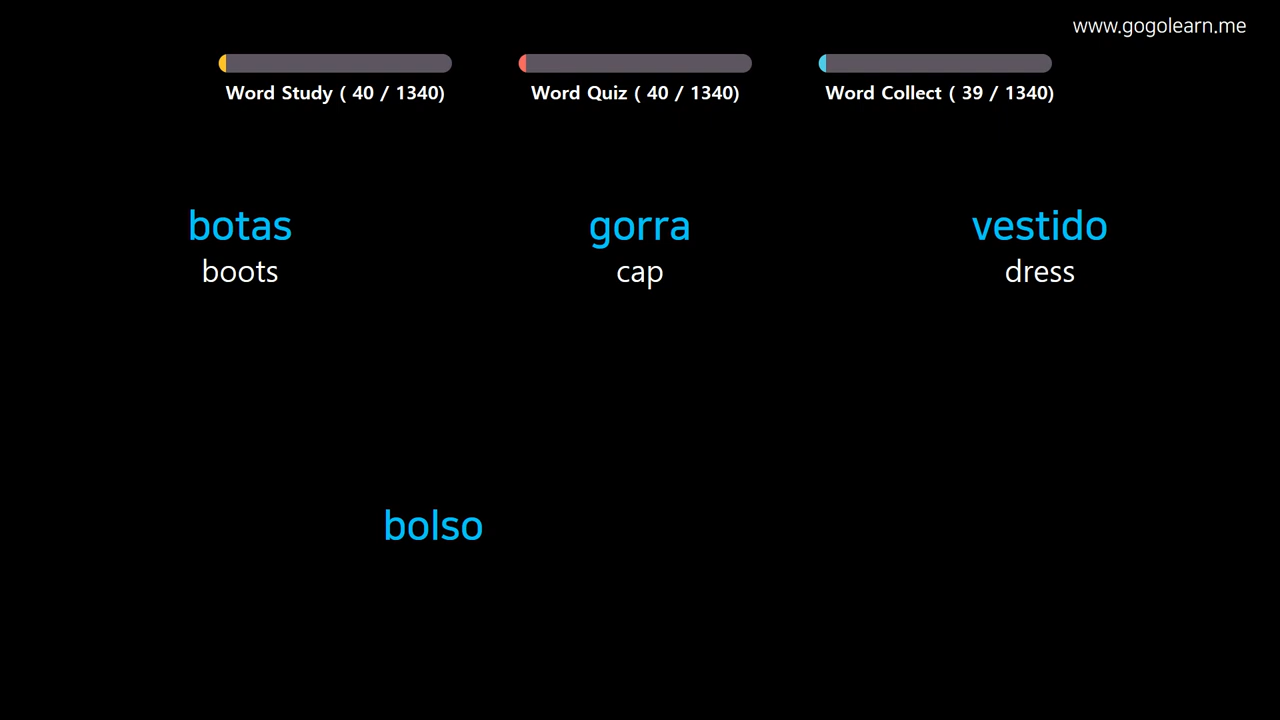 www.gogolearn.me
Word Study ( 40 / 1340)
Word Quiz ( 40 / 1340)
Word Collect ( 39 / 1340)
botas
boots
gorra
cap
vestido
dress
bolso